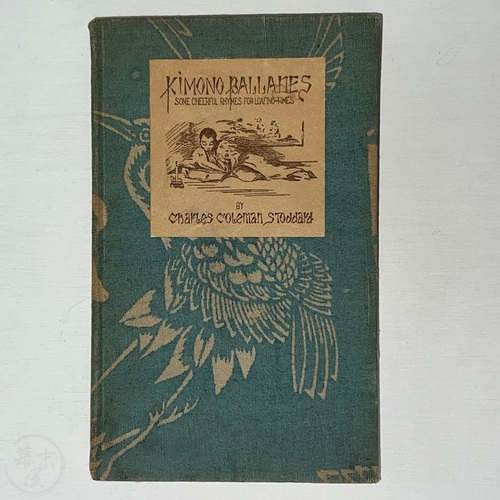 KIMONO BALLADES
SOME CHEERFUL RHYMES FOR LOAFING-TIMES
BY
Charles Coleman Stoddard